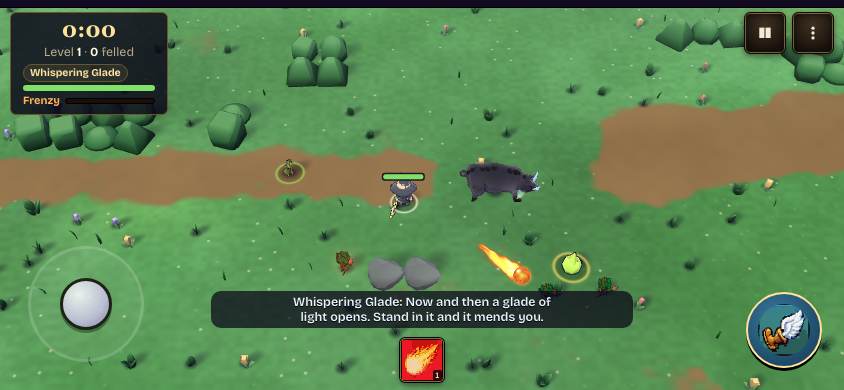 0:00
Level 1 · 0 felled
Whispering Glade
Frenzy
Whispering Glade: Now and then a glade of
light opens. Stand in it and it mends you.
1